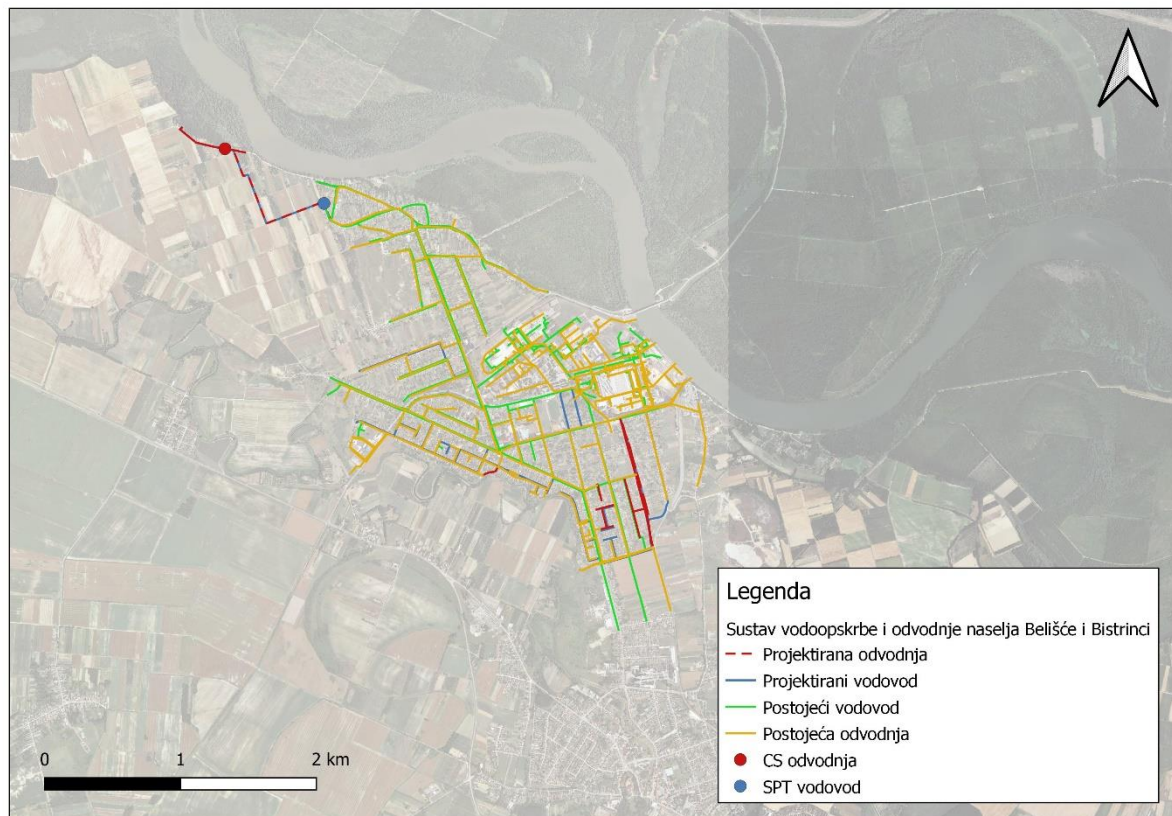 Legenda
Sustav vodoopskrbe i odvodnje naselja Belišće i Bistrinci
Projektirana odvodnja
Projektirani vodovod
Postojeći vodovod
Postojeća odvodnja
CS odvodnja
SPT vodovod
0 1 2 km